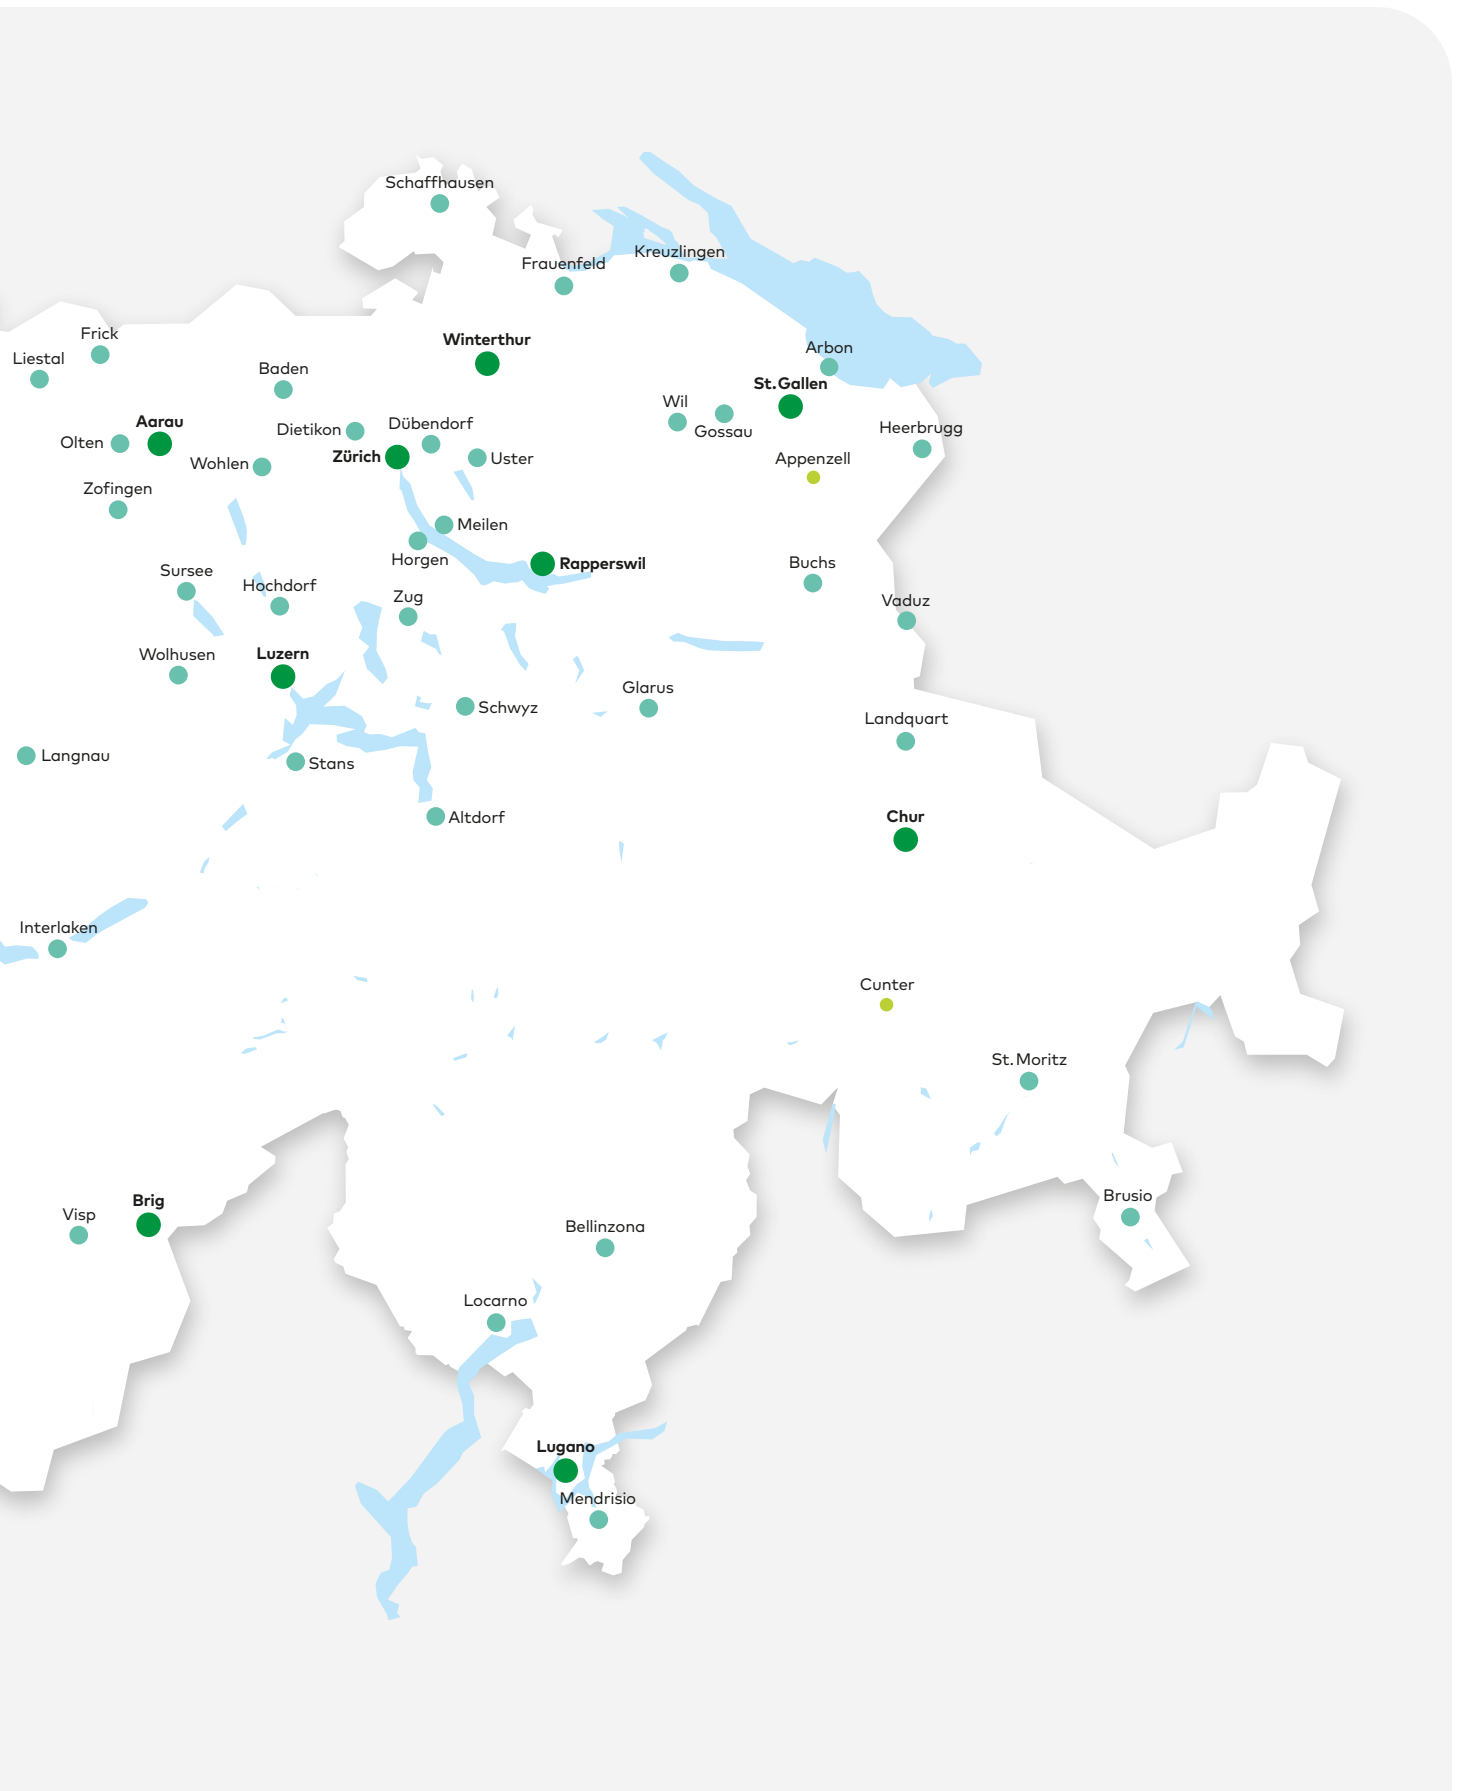 Schaffhausen
Kreuzlingen
Frauenfeld
Frick
Winterthur
Liestal
Arbon
Baden
St. Gallen
Wil
Aarau
Dübendorf
Dietikon
Gossau
Heerbrugg
Olten
Zürich
Uster
Appenzell
Wohlen
Zofingen
Meilen
Horgen
Rapperswil
Buchs
Sursee
Hochdorf
Zug
Vaduz
Wolhusen
Luzern
Glarus
Schwyz
Landquart
Langnau
Stans
Chur
Altdorf
Interlaken
Cunter
St. Moritz
Brusio
Brig
Visp
Bellinzona
Locarno
Lugano
Mendrisio